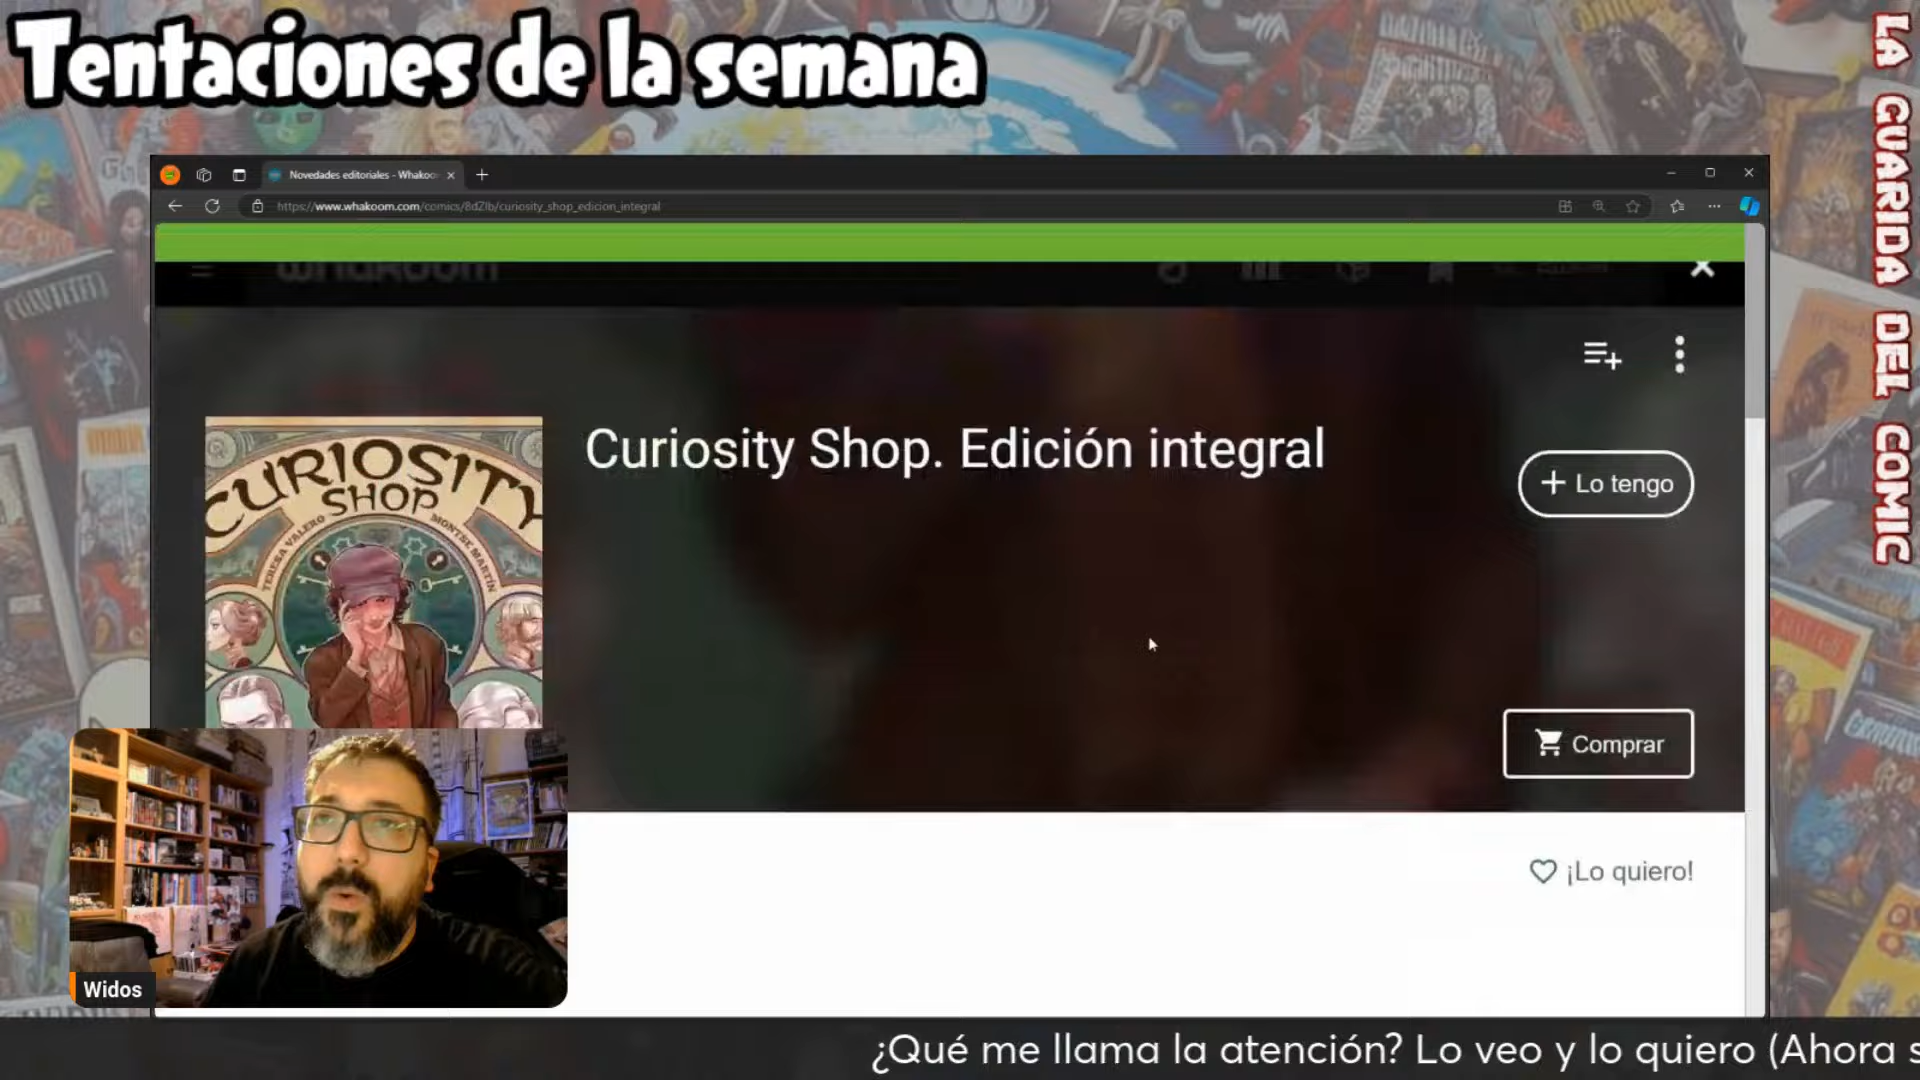 Tentaciones de la semana
LA GUARIDA DEL COMIC
Novedades editoriales - Whakoo
https://www.whakoom.com/comics/8dZlb/curiosity_shop_edicion_integral
whakoom
Curiosity Shop. Edición integral
Lo tengo
CURIOSITY
SHOP
TERESA VALERO
MONTSE MARTÍN
Comprar
¡Lo quiero!
Widos
¿Qué me llama la atención? Lo veo y lo quiero (Ahora s